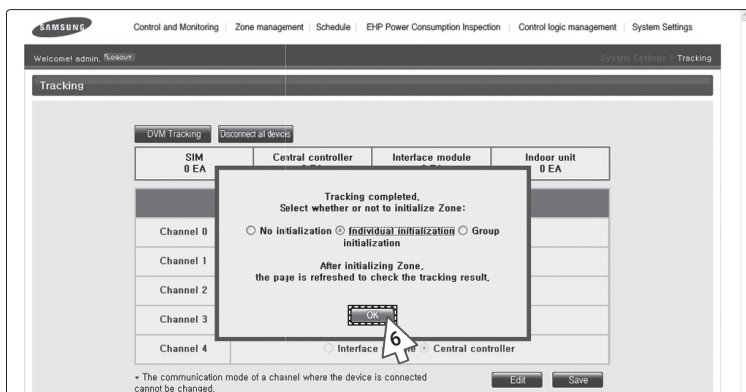 SAMSUNG
Control and Monitoring Zone management Schedule EHP Power Consumption Inspection Control logic management System Settings
Welcome! admin, LOGOUT
System Settings > Tracking
Tracking
DVM Tracking Disconnect all devices
SIM Central controller Interface module Indoor unit
0 EA 0 EA
Tracking completed,
Select whether or not to initialize Zone:
No initialization Individual initialization Group
initialization
After initializing Zone,
the page is refreshed to check the tracking result,
OK
6
Channel 0
Channel 1
Channel 2
Channel 3
Channel 4 Interface Central controller
* The communication mode of a channel where the device is connected
cannot be changed.
Edit Save